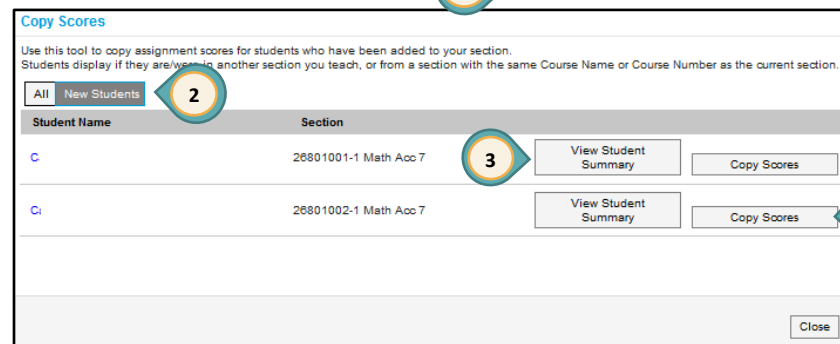 Copy Scores
Use this tool to copy assignment scores for students who have been added to your section.
Students display if they are/were in another section you teach, or from a section with the same Course Name or Course Number as the current section.
All New Students 2
Student Name Section
C 26801001-1 Math Acc 7 3 View Student Summary Copy Scores
Ca 26801002-1 Math Acc 7 View Student Summary Copy Scores
Close